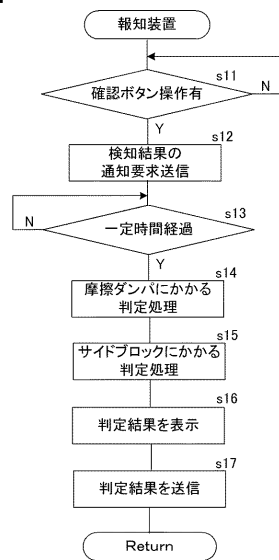 報知装置
s11
確認ボタン操作有
N
Y
s12
検知結果の
通知要求送信
s13
N
一定時間経過
Y
s14
摩擦ダンパにかかる
判定処理
s15
サイドブロックにかかる
判定処理
s16
判定結果を表示
s17
判定結果を送信
Return